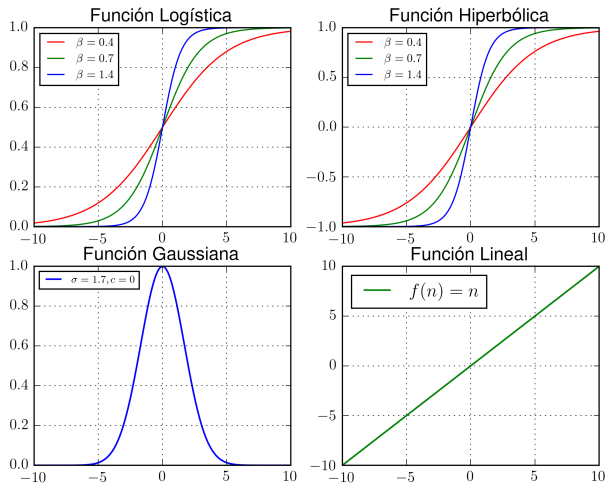 Función Logística
β = 0.4
β = 0.7
β = 1.4
1.0
0.8
0.6
0.4
0.2
0.0
−10 −5 0 5 10
Función Hiperbólica
β = 0.4
β = 0.7
β = 1.4
1.0
0.5
0.0
−0.5
−1.0
−10 −5 0 5 10
Función Gaussiana
σ = 1.7, c = 0
1.0
0.8
0.6
0.4
0.2
0.0
−10 −5 0 5 10
Función Lineal
f(n) = n
10
5
0
−5
−10
−10 −5 0 5 10